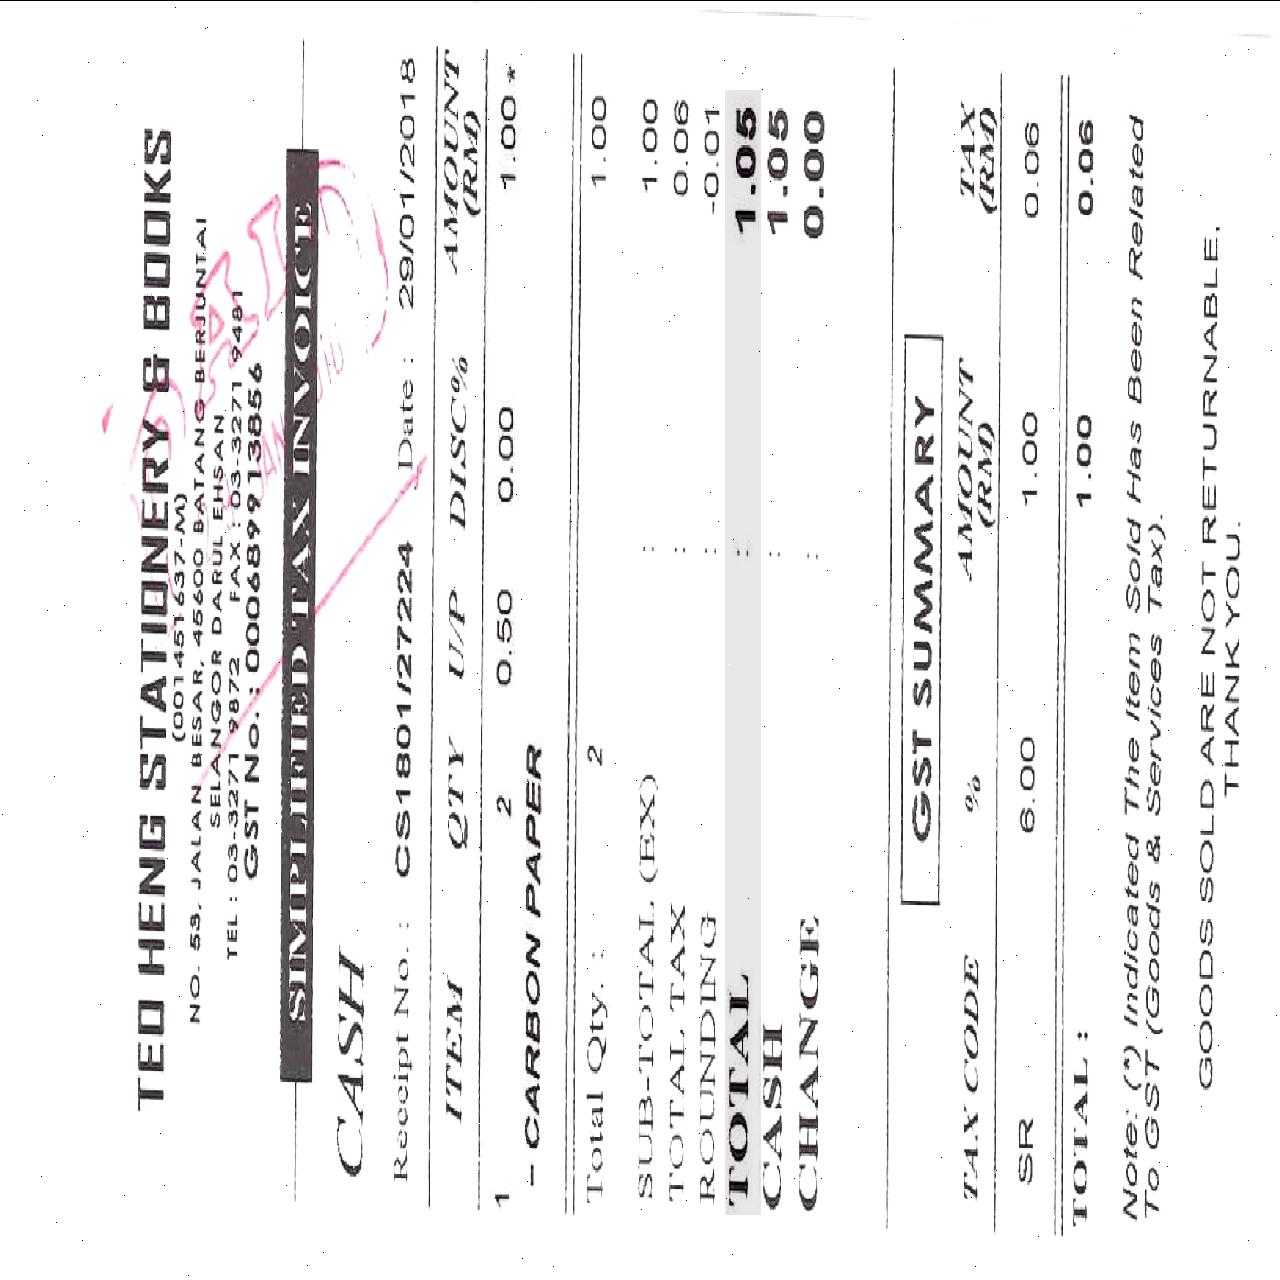 TEO HENG STATIONERY & BOOKS
(001451637-M)
NO. 53, JALAN BESAR, 45600 BATANG BERJUNTAI
SELANGOR DARUL EHSAN
TEL : 03-3271 9872 FAX : 03-3271 9481
GST No. : 000689913856
SIMPLIFIED TAX INVOICE
CASH
Receipt No. : CS1801/27224 Date : 29/01/2018
ITEM QTY U/P DISC% AMOUNT (RM)
1 2 0.50 0.00 1.00 *
- CARBON PAPER
Total Qty. : 2 1.00
SUB-TOTAL (EX) : 1.00
TOTAL TAX : 0.06
ROUNDING : -0.01
TOTAL : 1.05
CASH : 1.05
CHANGE : 0.00
GST SUMMARY
TAX CODE % AMOUNT (RM) TAX (RM)
SR 6.00 1.00 0.06
TOTAL : 1.00 0.06
Note: (*) Indicated The Item Sold Has Been Related
To GST (Goods & Services Tax).
GOODS SOLD ARE NOT RETURNABLE.
THANK YOU.